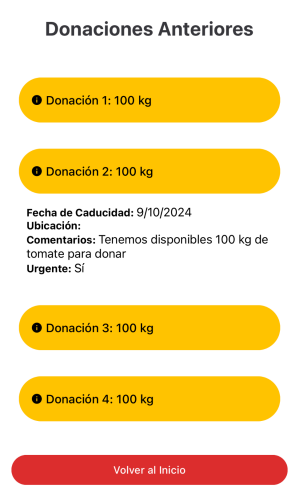 Donaciones Anteriores
Donación 1: 100 kg
Donación 2: 100 kg
Fecha de Caducidad: 9/10/2024
Ubicación:
Comentarios: Tenemos disponibles 100 kg de
tomate para donar
Urgente: Sí
Donación 3: 100 kg
Donación 4: 100 kg
Volver al Inicio